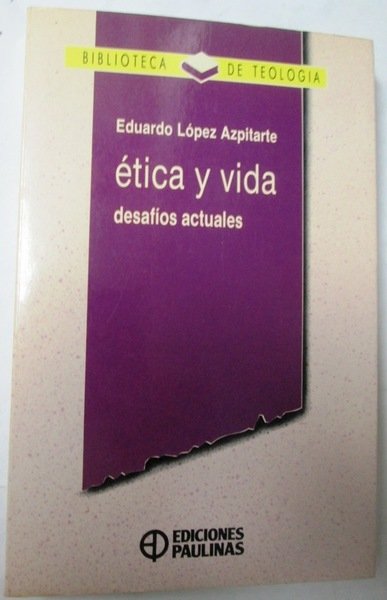 BIBLIOTECA DE TEOLOGIA
Eduardo López Azpitarte
ética y vida
desafíos actuales
EDICIONES
PAULINAS